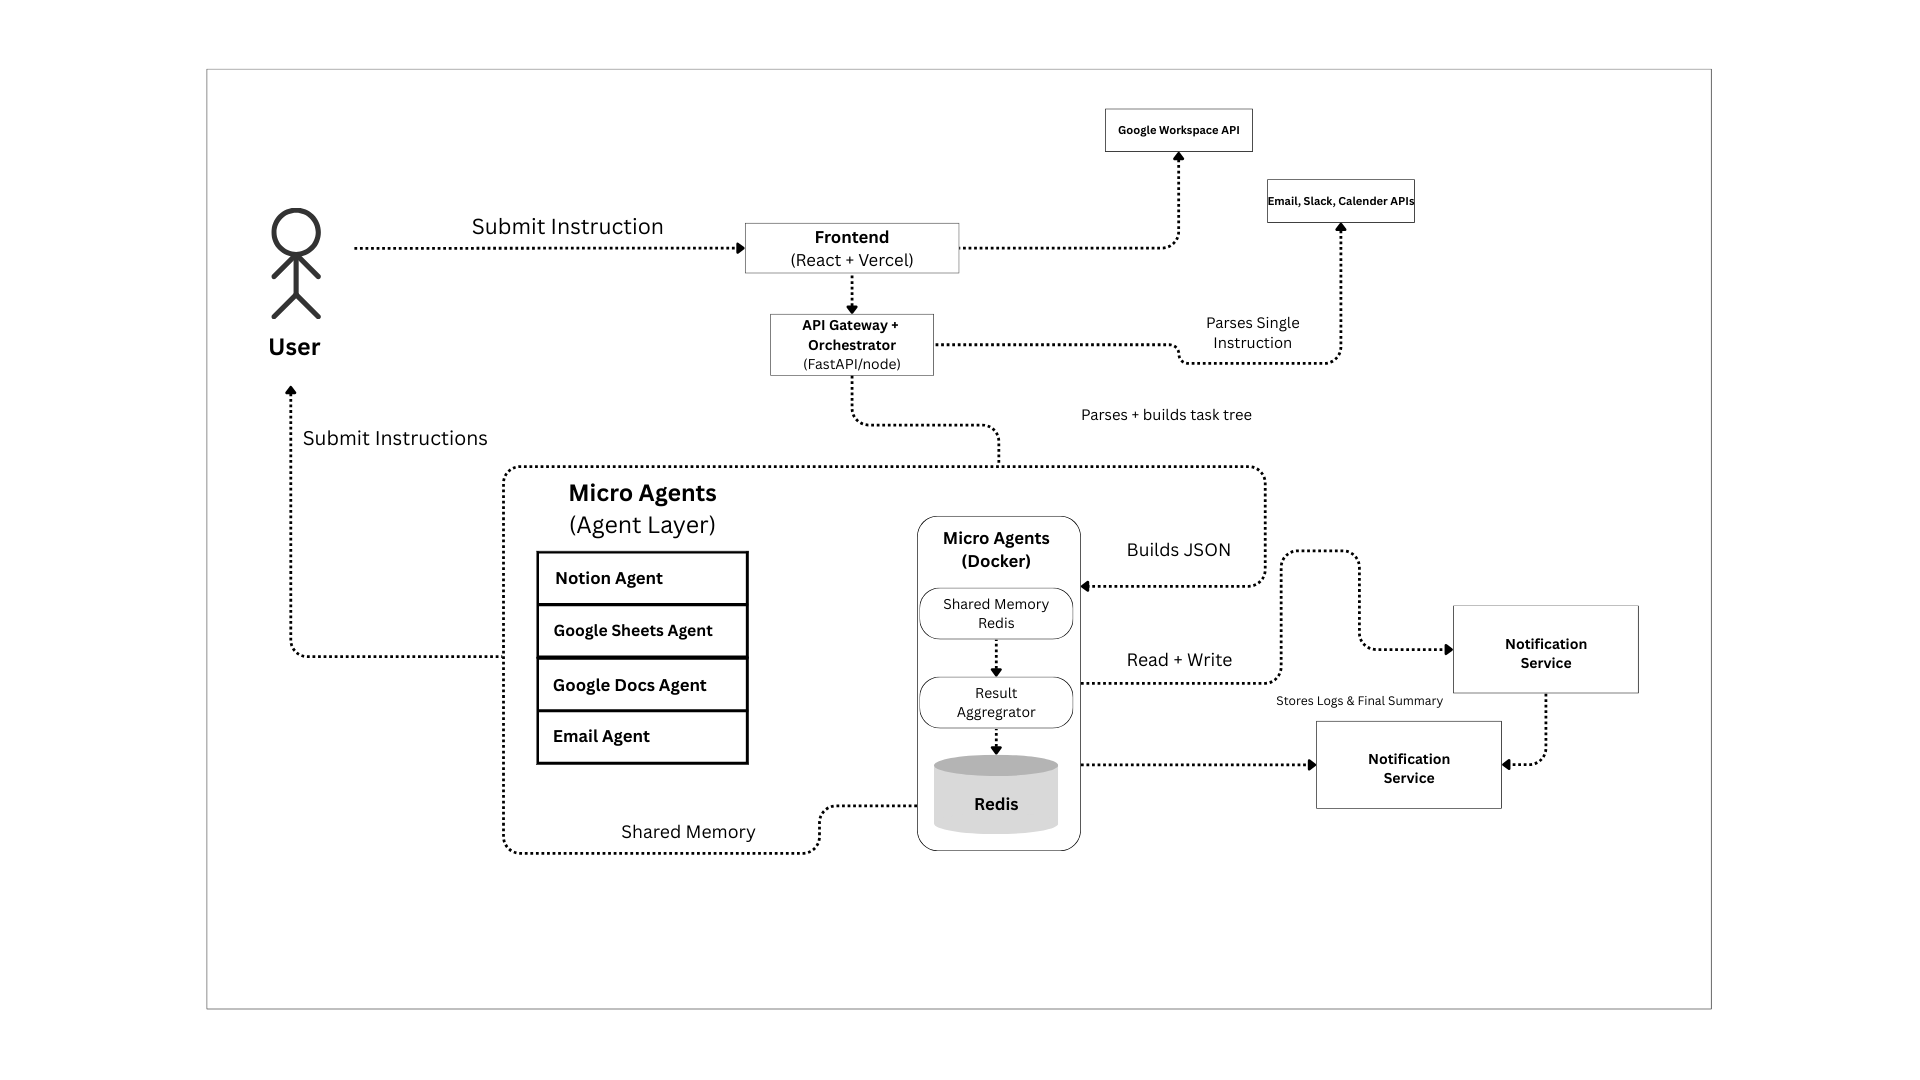 Google Workspace API
Email, Slack, Calender APIs
Submit Instruction
Frontend
(React + Vercel)
API Gateway +
Orchestrator
(FastAPI/node)
Parses Single
Instruction
User
Parses + builds task tree
Submit Instructions
Micro Agents
(Agent Layer)
Notion Agent
Google Sheets Agent
Google Docs Agent
Email Agent
Shared Memory
Micro Agents
(Docker)
Shared Memory
Redis
Result
Aggregrator
Redis
Builds JSON
Read + Write
Notification
Service
Stores Logs & Final Summary
Notification
Service